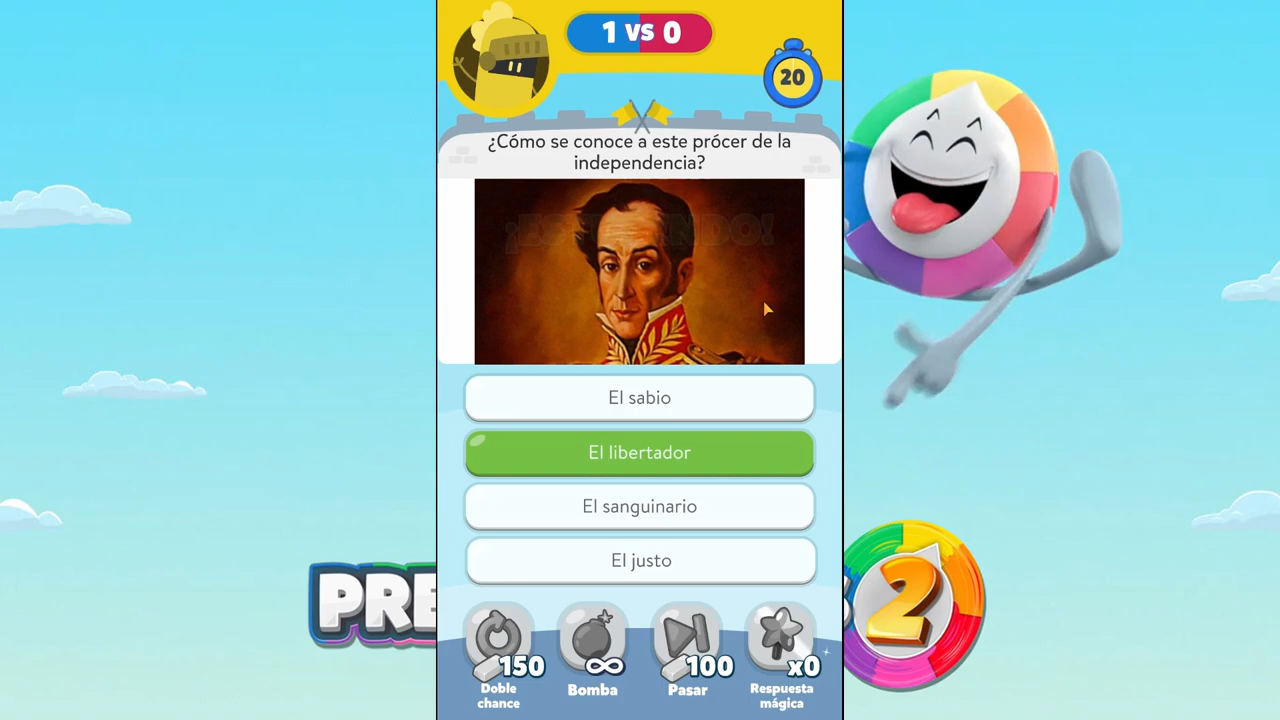 1 VS 0
20
¿Cómo se conoce a este prócer de la
independencia?
¡ESTUPENDO!
El sabio
El libertador
El sanguinario
El justo
PRE
2
150
∞
100
x0
Doble
chance
Bomba
Pasar
Respuesta
mágica